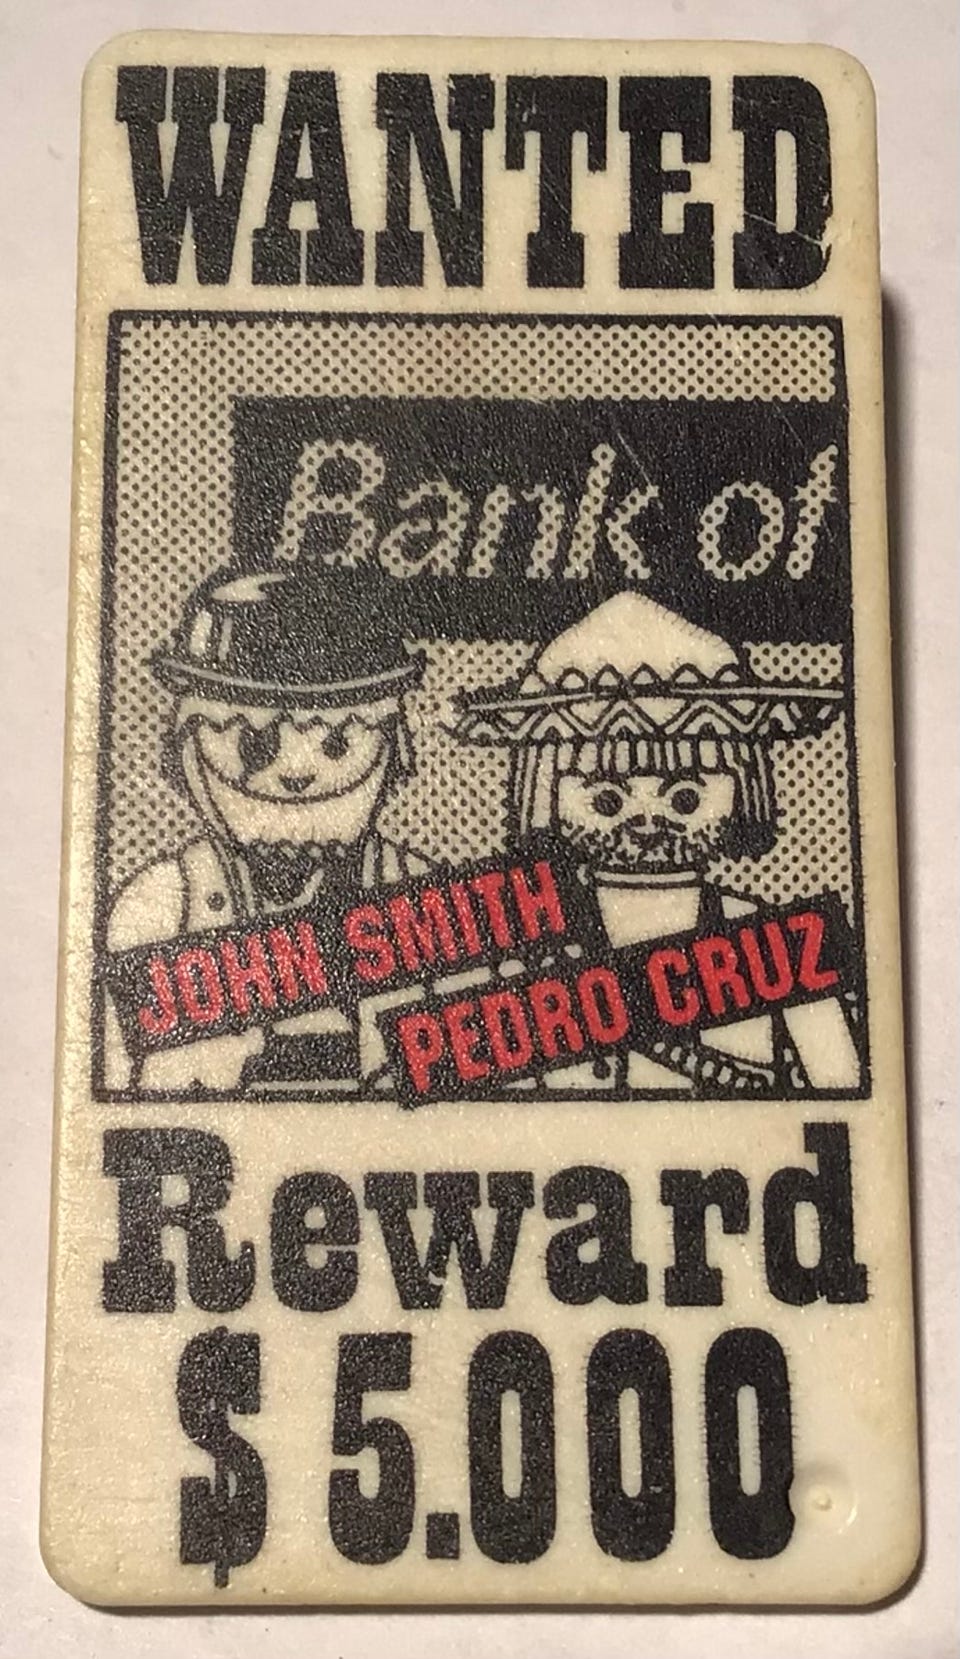 WANTED
Bank of
JOHN SMITH
PEDRO CRUZ
Reward
$ 5.000